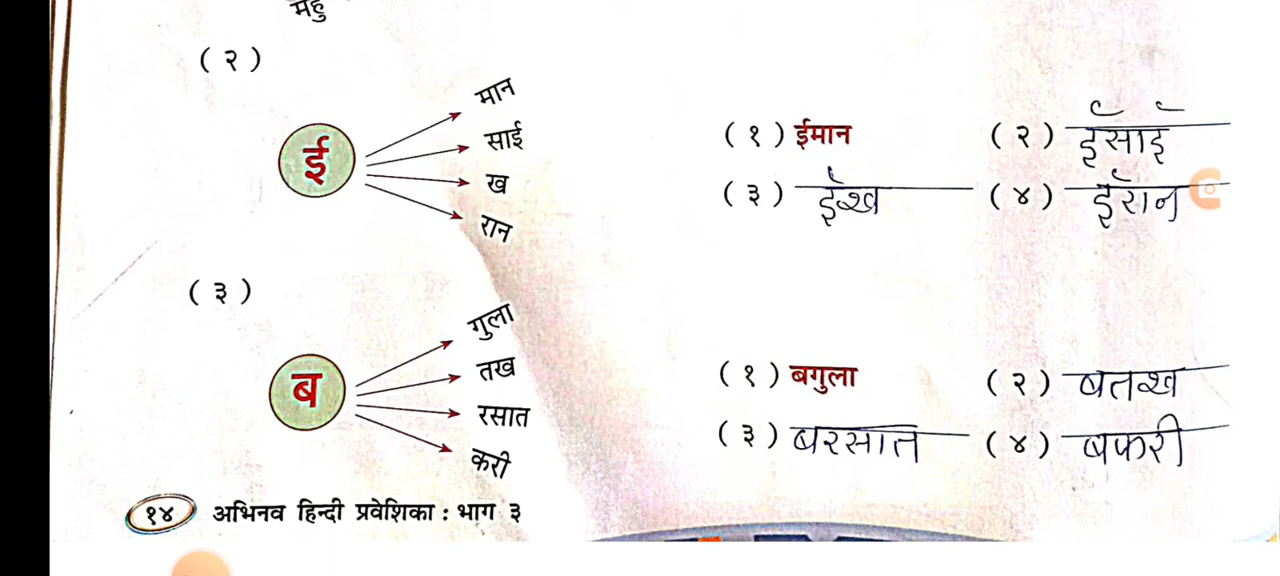 महु
( २ )
ई
मान
साई
ख
रान
( १ ) ईमान ( २ ) ईसाई
( ३ ) ईख ( ४ ) ईरान
( ३ )
ब
गुला
तख
रसात
करी
( १ ) बगुला ( २ ) बतख
( ३ ) बरसात ( ४ ) बफरी
१४ अभिनव हिन्दी प्रवेशिका : भाग ३